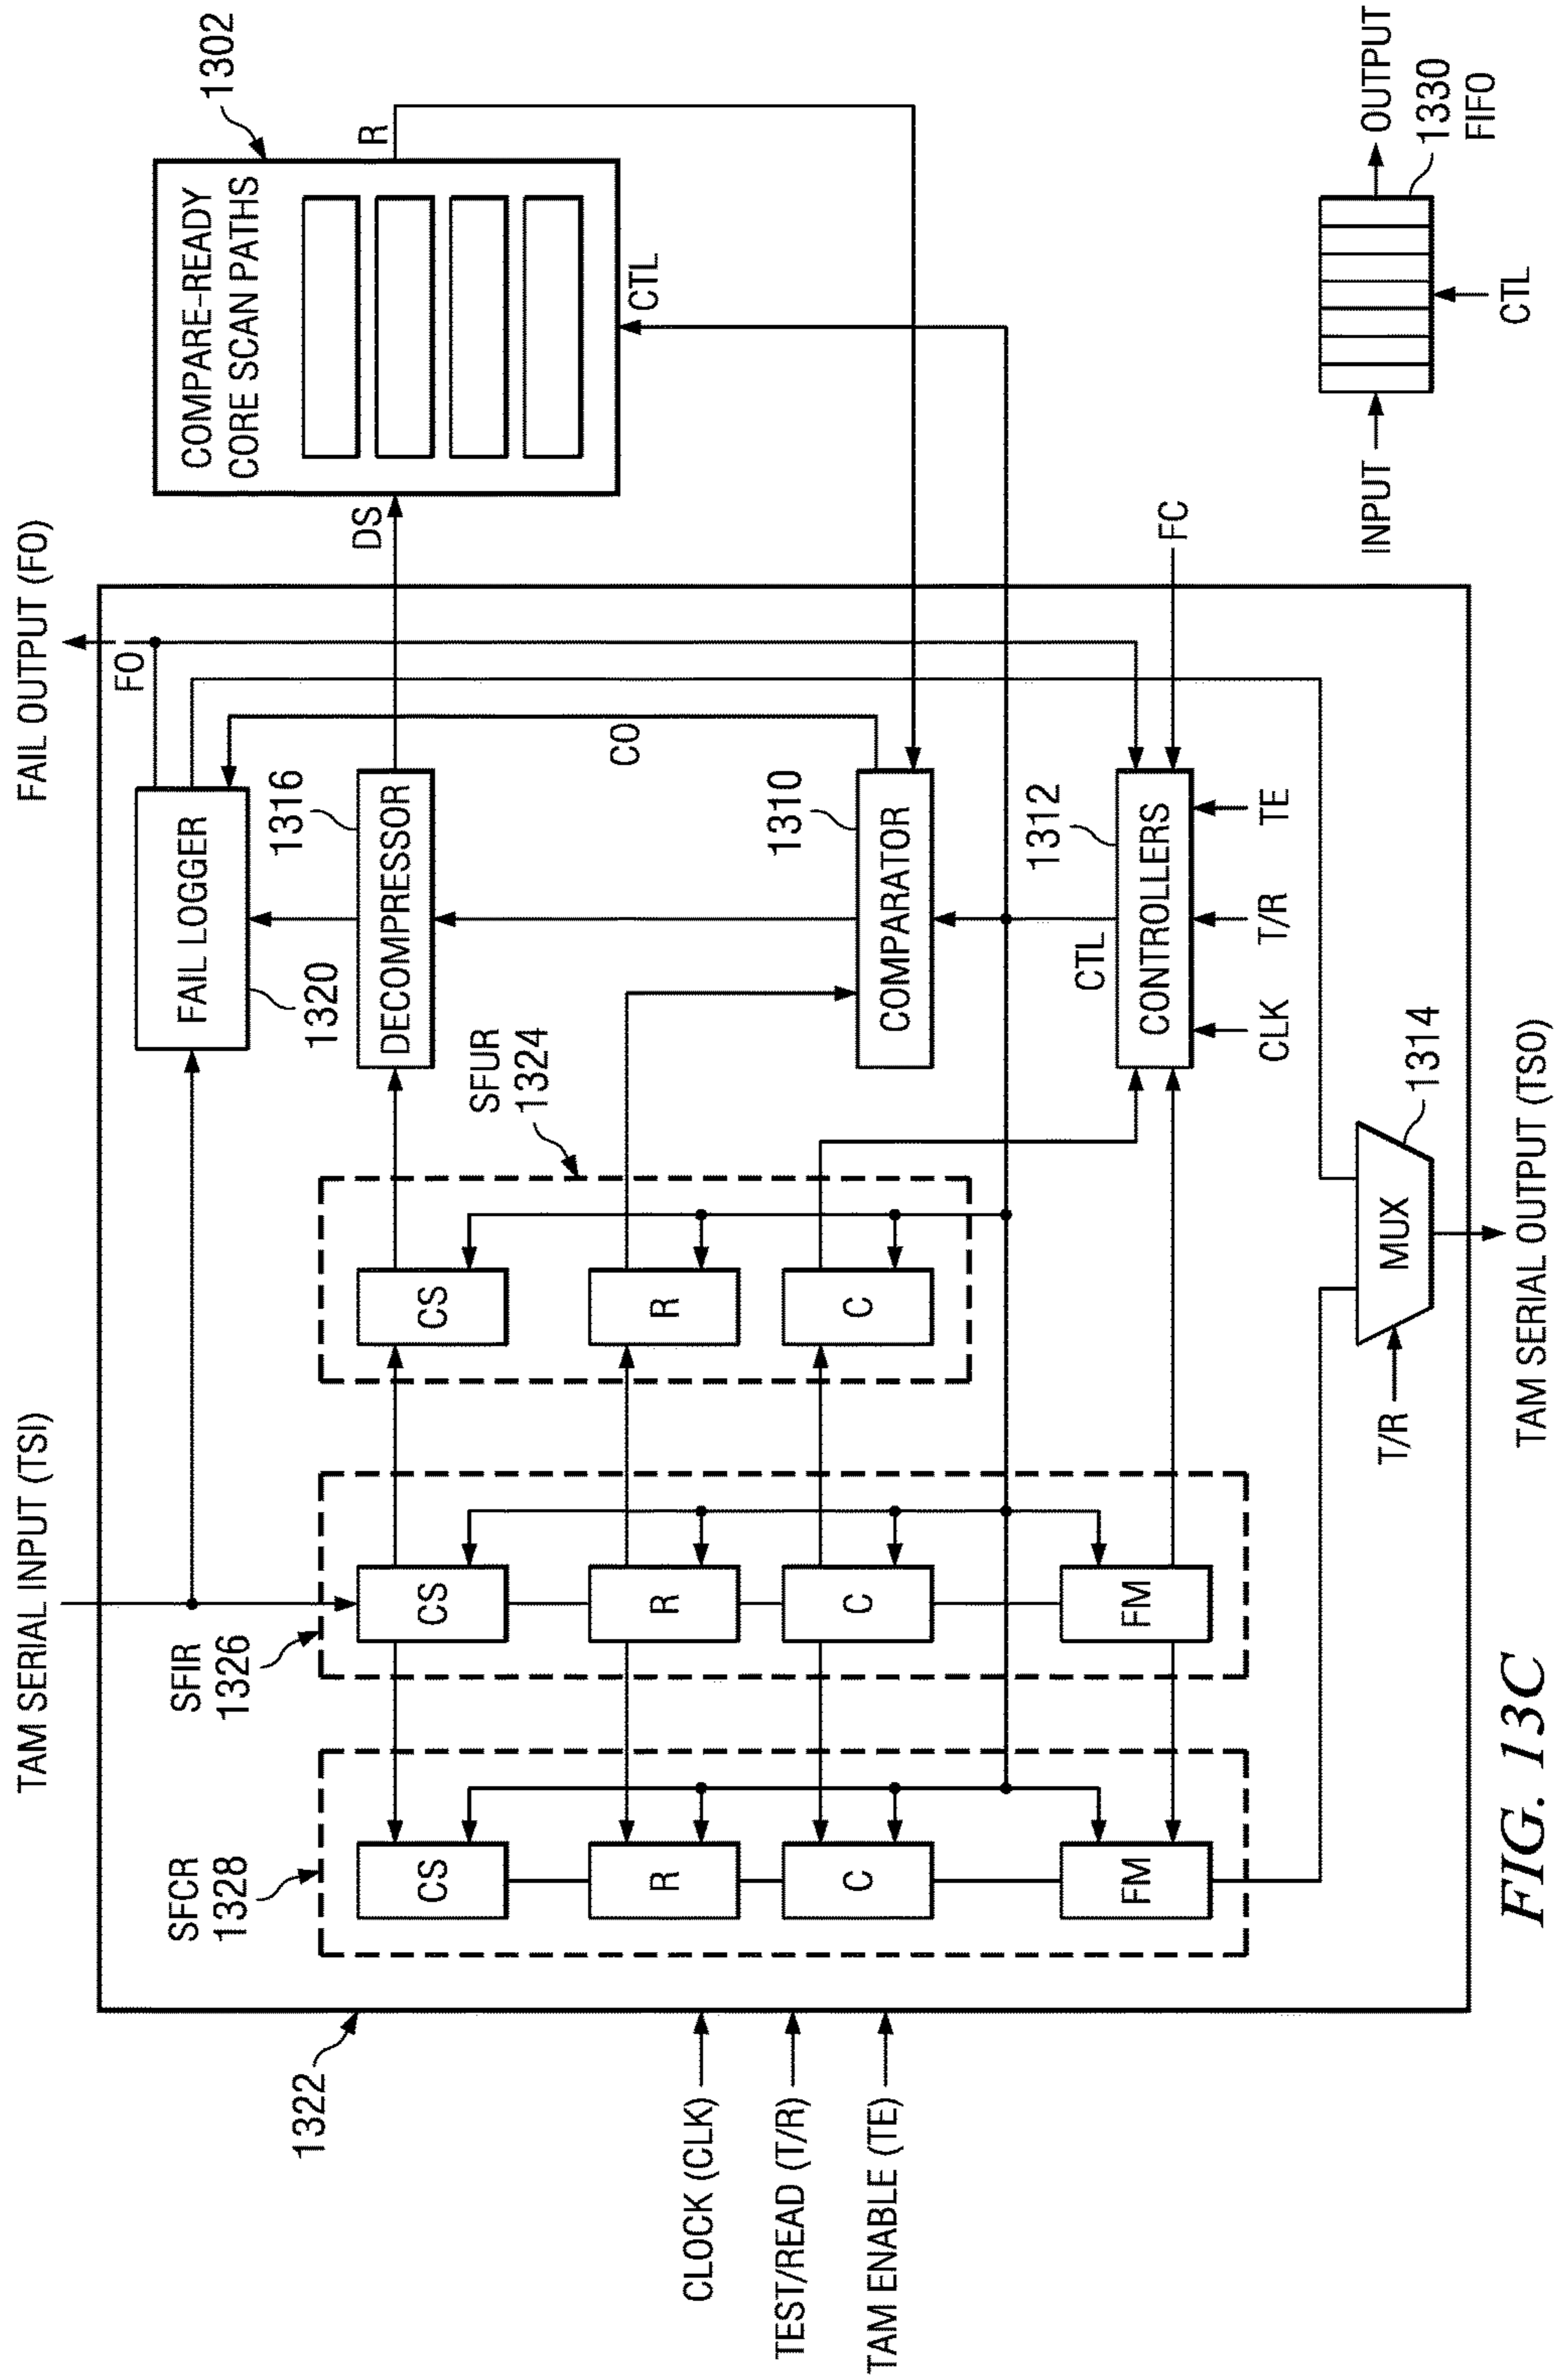 TAM SERIAL INPUT (TSI)
FAIL OUTPUT (FO)
1322
SFCR
1328
SFIR
1326
SFUR
1324
CS
R
C
FM
CS
R
C
FM
CS
R
C
FAIL LOGGER
1320
FO
DECOMPRESSOR
1316
DS
CO
COMPARATOR
1310
CTL
CONTROLLERS
1312
CLK
T/R
TE
FC
COMPARE-READY
CORE SCAN PATHS
1302
R
CTL
CLOCK (CLK)
TEST/READ (T/R)
TAM ENABLE (TE)
T/R
MUX
1314
TAM SERIAL OUTPUT (TSO)
INPUT
OUTPUT
1330
FIFO
CTL
FIG. 13C